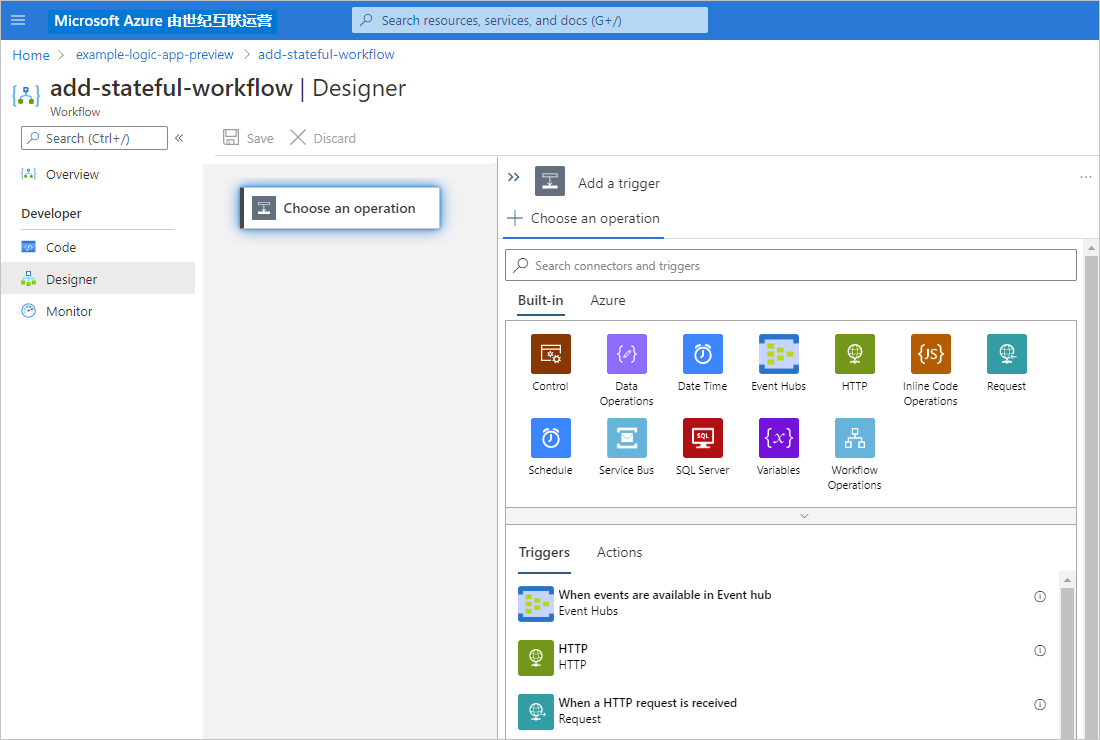 Microsoft Azure 由世纪互联运营
Search resources, services, and docs (G+/)
Home > example-logic-app-preview > add-stateful-workflow
add-stateful-workflow | Designer
Workflow
Search (Ctrl+/)
«
Save
Discard
Overview
Developer
Code
Designer
Monitor
Choose an operation
Add a trigger
...
Choose an operation
Search connectors and triggers
Built-in
Azure
Control
Data
Operations
Date Time
Event Hubs
HTTP
{JS}
Inline Code
Operations
Request
Schedule
Service Bus
SQL
SQL Server
{x}
Variables
Workflow
Operations
Triggers
Actions
When events are available in Event hub
Event Hubs
HTTP
HTTP
When a HTTP request is received
Request